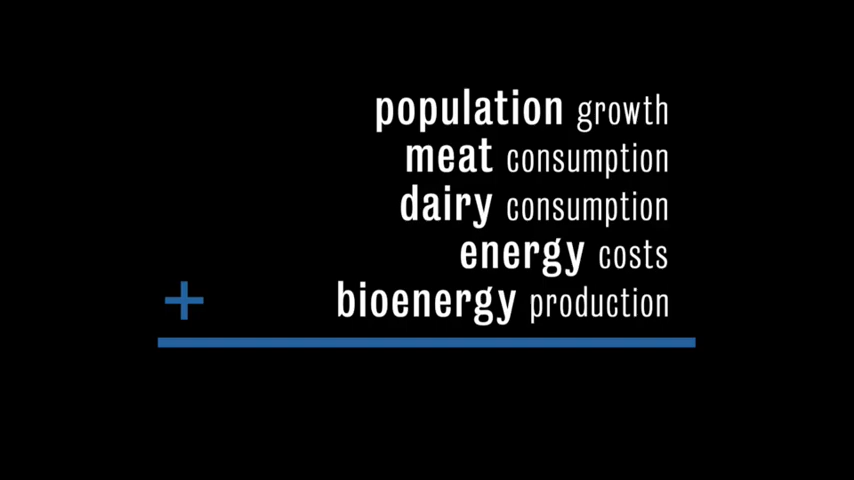 population growth
meat consumption
dairy consumption
energy costs
+ bioenergy production